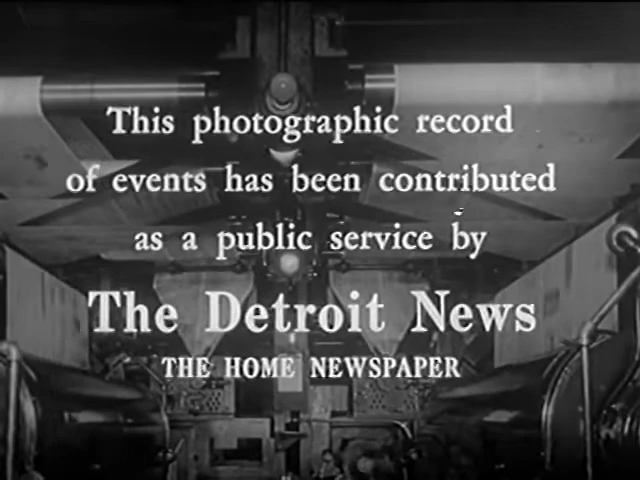 This photographic record
of events has been contributed
as a public service by
The Detroit News
THE HOME NEWSPAPER